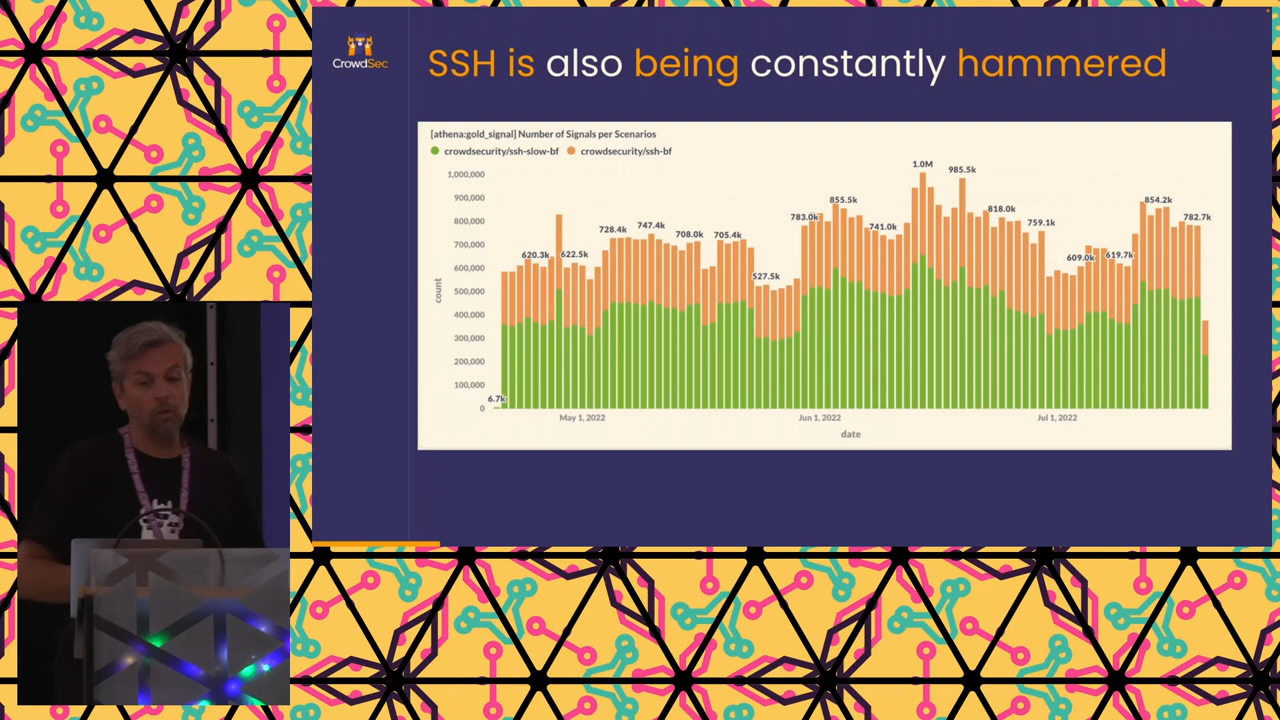 CrowdSec
SSH is also being constantly hammered
[athena:gold_signal] Number of Signals per Scenarios
crowdsecurity/ssh-slow-bf crowdsecurity/ssh-bf
1,000,000
900,000
800,000
700,000
600,000
500,000
400,000
300,000
200,000
100,000
0
count
6.7k
620.3k
622.5k
728.4k
747.4k
708.0k
705.4k
527.5k
783.0k
855.5k
741.0k
1.0M
985.5k
818.0k
759.1k
609.0k
619.7k
854.2k
782.7k
May 1, 2022
Jun 1, 2022
Jul 1, 2022
date